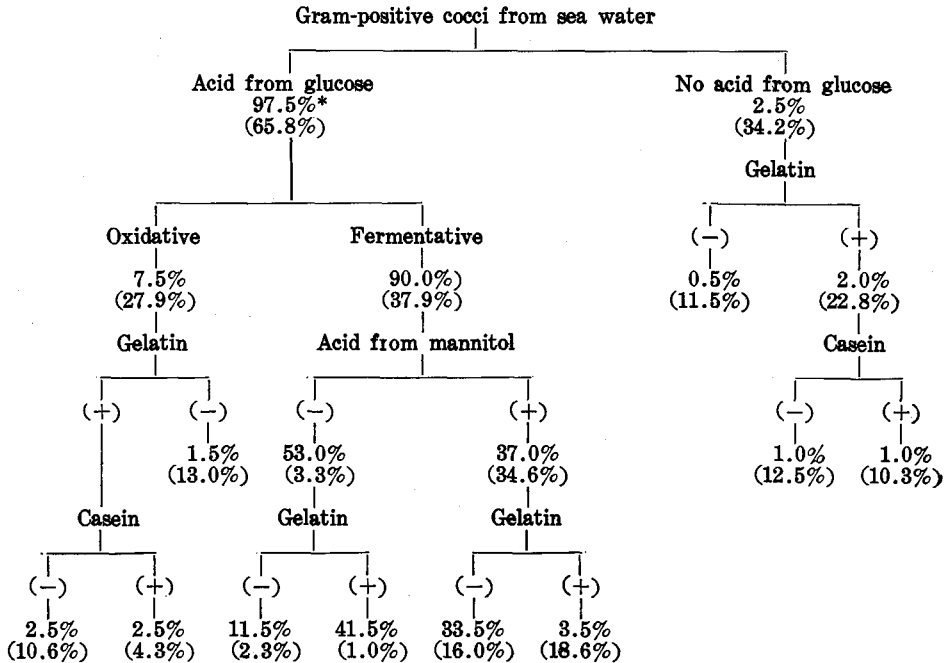 Gram-positive cocci from sea water
Acid from glucose No acid from glucose
97.5%* 2.5%
(65.8%) (34.2%)
Gelatin
Oxidative Fermentative (−) (+)
7.5% 90.0%) 0.5% 2.0%
(27.9%) (37.9%) (11.5%) (22.8%)
Gelatin Acid from mannitol Casein
(+) (−) (−) (+) (−) (+)
1.5% 53.0% 37.0% 1.0% 1.0%
(13.0%) (3.3%) (34.6%) (12.5%) (10.3%)
Casein Gelatin Gelatin
(−) (+) (−) (+) (−) (+)
2.5% 2.5% 11.5% 41.5% 33.5% 3.5%
(10.6%) (4.3%) (2.3%) (1.0%) (16.0%) (18.6%)